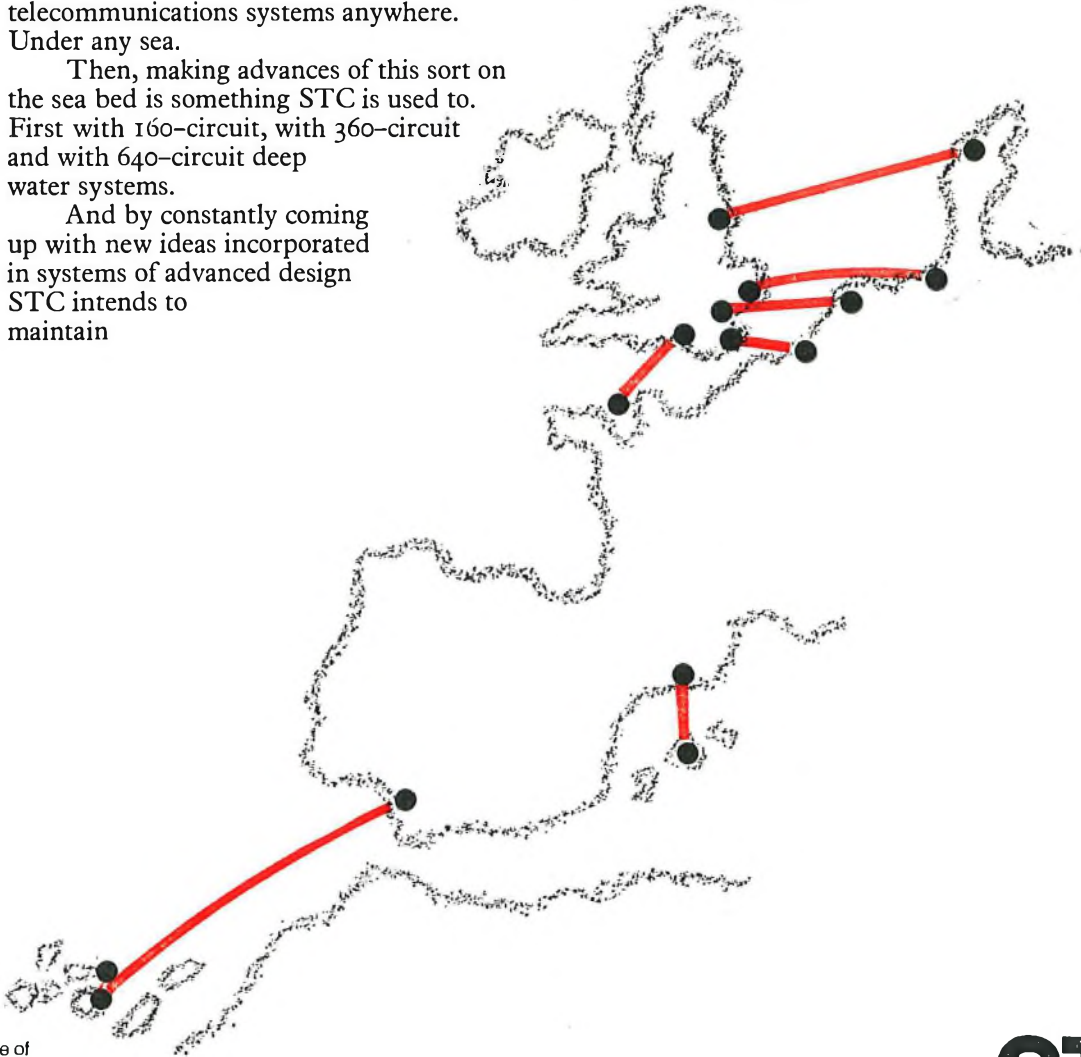 telecommunications systems anywhere.
Under any sea.
Then, making advances of this sort on
the sea bed is something STC is used to.
First with 160-circuit, with 360-circuit
and with 640-circuit deep
water systems.
And by constantly coming
up with new ideas incorporated
in systems of advanced design
STC intends to
maintain
of